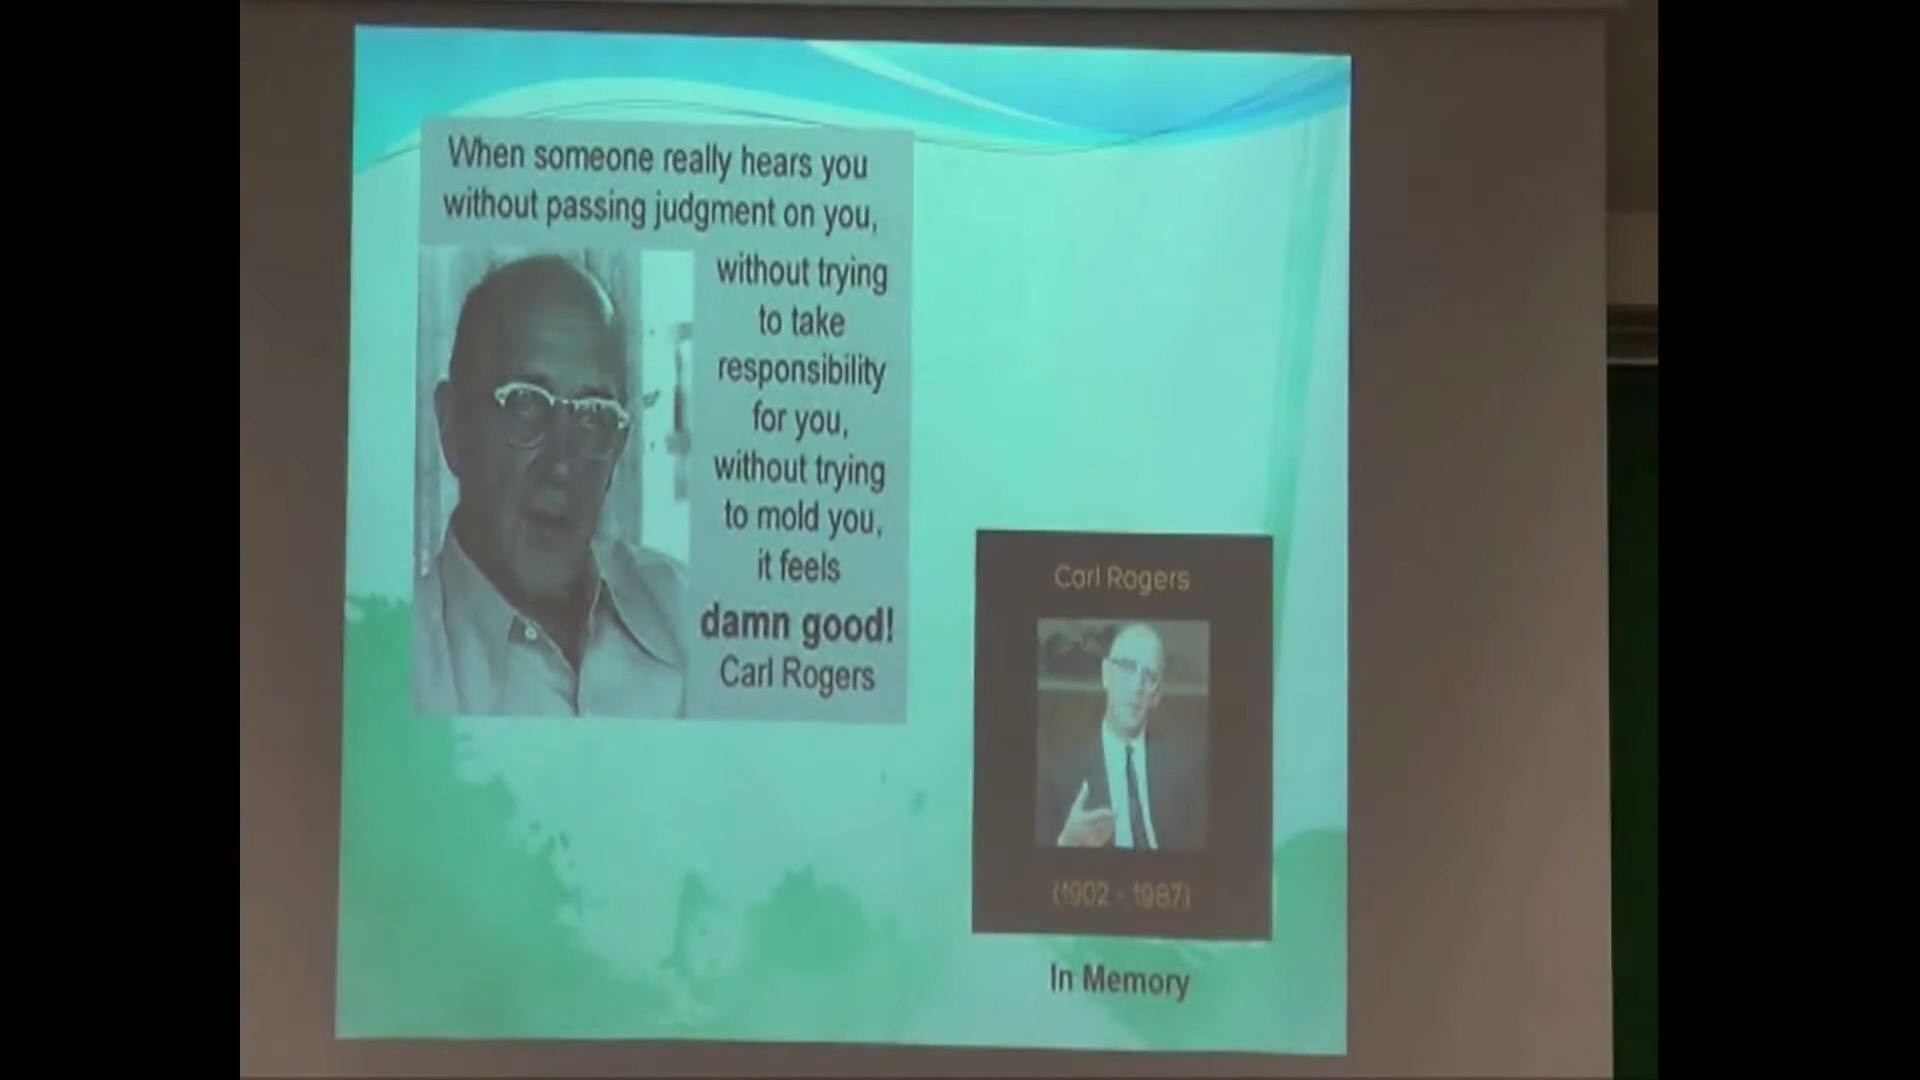 When someone really hears you
without passing judgment on you,
without trying
to take
responsibility
for you,
without trying
to mold you,
it feels
damn good!
Carl Rogers
Carl Rogers
(1902 - 1987)
In Memory